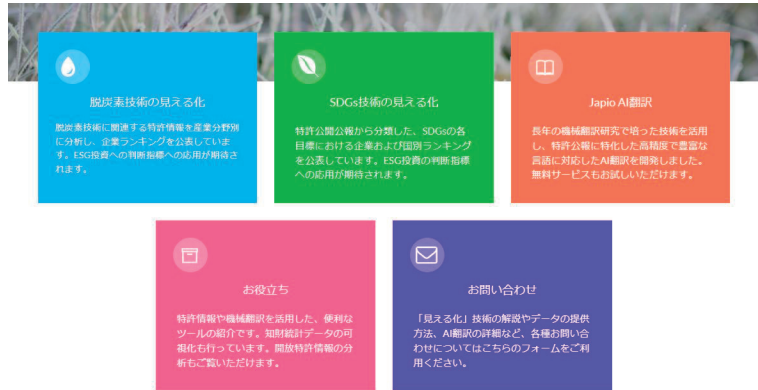 脱炭素技術の見える化
脱炭素技術に関連する特許情報を産業分野別
に分析し、企業ランキングを公表していま
す。ESG投資への判断指標への応用が期待さ
れます。
SDGs技術の見える化
特許公開公報から分類した、SDGsの各
目標における企業および国別ランキング
を公表しています。ESG投資の判断指標
への応用が期待されます。
Japio AI翻訳
長年の機械翻訳研究で培った技術を活用
し、特許公報に特化した高精度で豊富な
言語に対応したAI翻訳を開発しました。
無料サービスもお試しいただけます。
お役立ち
特許情報や機械翻訳を活用した、便利な
ツールの紹介です。知財統計データの可
視化も行っています。開放特許情報の分
析もご覧いただけます。
お問い合わせ
「見える化」技術の解説やデータの提供
方法、AI翻訳の詳細など、各種お問い合
わせについてはこちらのフォームをご利
用ください。